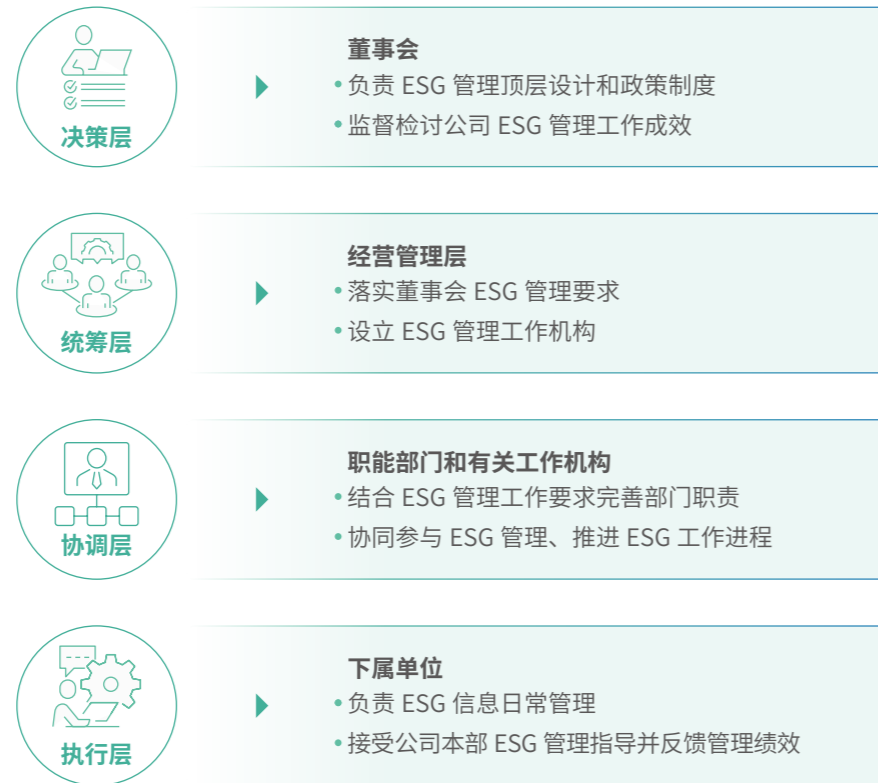 决策层
董事会
•负责 ESG 管理顶层设计和政策制度
•监督检讨公司 ESG 管理工作成效
统筹层
经营管理层
•落实董事会 ESG 管理要求
•设立 ESG 管理工作机构
协调层
职能部门和有关工作机构
•结合 ESG 管理工作要求完善部门职责
•协同参与 ESG 管理、推进 ESG 工作进程
执行层
下属单位
•负责 ESG 信息日常管理
•接受公司本部 ESG 管理指导并反馈管理绩效